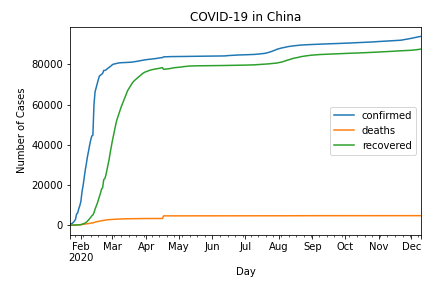 COVID-19 in China
Number of Cases
80000
60000
40000
20000
0
confirmed
deaths
recovered
Feb Mar Apr May Jun Jul Aug Sep Oct Nov Dec
2020
Day